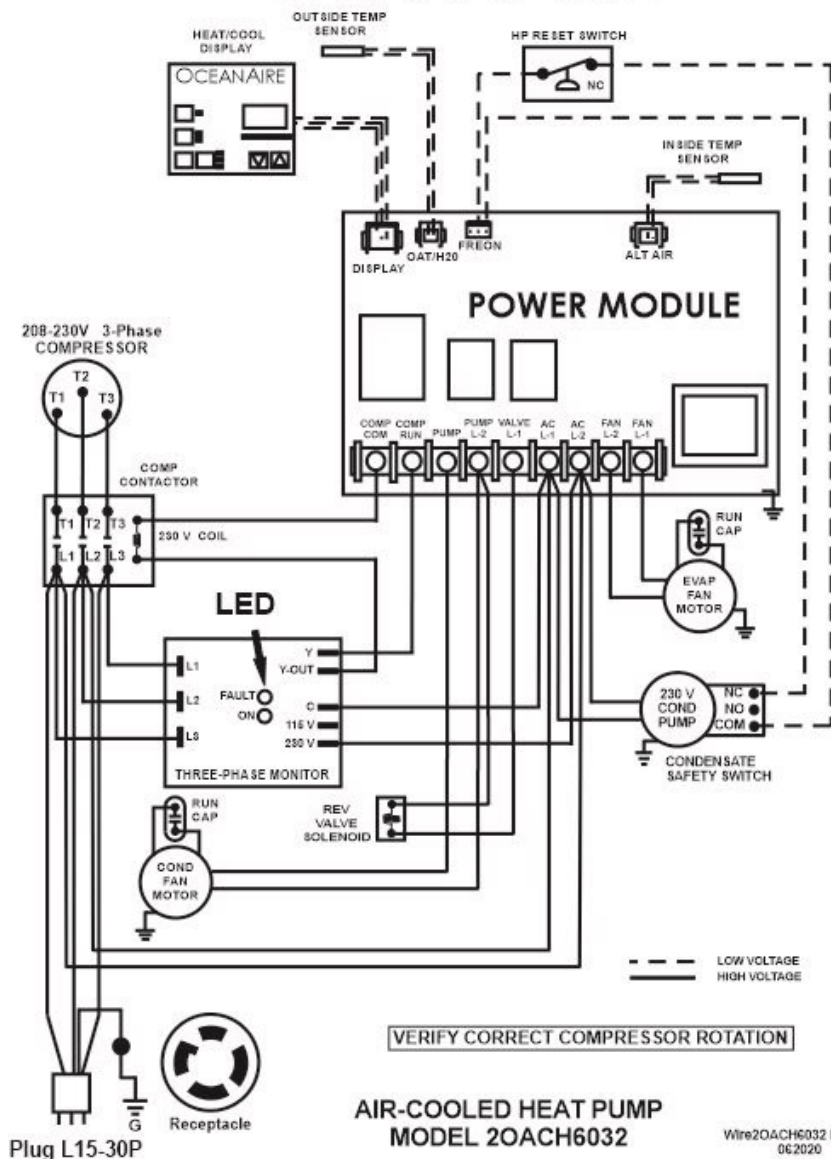 OUTSIDE TEMP
SENSOR
HEAT/COOL
DISPLAY
OCEANAIRE
HP RESET SWITCH
NC
INSIDE TEMP
SENSOR
DISPLAY
OAT/H20
FREON
ALT AIR
POWER MODULE
208-230V 3-Phase
COMPRESSOR
T1
T2
T3
COMP
COM
COMP
RUN
PUMP
PUMP
L-2
VALVE
L-1
AC
L-1
AC
L-2
FAN
L-2
FAN
L-1
COMP
CONTACTOR
T1 T2 T3
230 V COIL
L1 L2 L3
RUN
CAP
EVAP
FAN
MOTOR
LED
L1
L2
L3
FAULT
ON
Y
Y-OUT
C
115 V
230 V
THREE-PHASE MONITOR
230 V
COND
PUMP
NC
NO
COM
CONDENSATE
SAFETY SWITCH
RUN
CAP
COND
FAN
MOTOR
REV
VALVE
SOLENOID
LOW VOLTAGE
HIGH VOLTAGE
VERIFY CORRECT COMPRESSOR ROTATION
G
Receptacle
Plug L15-30P
AIR-COOLED HEAT PUMP
MODEL 2OACH6032
Wire2OACH6032
062020